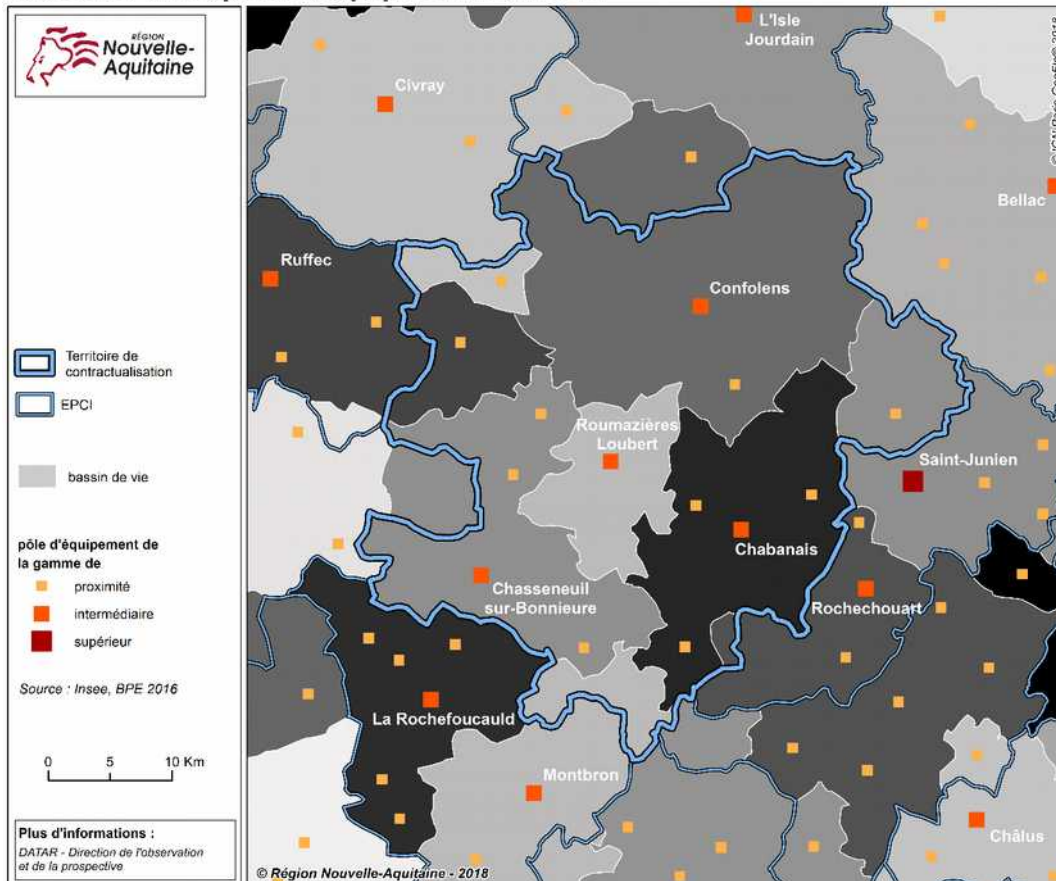 RÉGION
Nouvelle-
Aquitaine
Territoire de
contractualisation
EPCI
bassin de vie
pôle d'équipement de
la gamme de
proximité
intermédiaire
supérieur
Source : Insee, BPE 2016
0 5 10 Km
Plus d'informations :
DATAR - Direction de l'observation
et de la prospective
L'Isle
Jourdain
Civray
Bellac
Ruffec
Confolens
Roumazières
Loubert
Saint-Junien
Chabanais
Chasseneuil
sur-Bonnieure
Rochechouart
La Rochefoucauld
Montbron
Châlus
© Région Nouvelle-Aquitaine - 2018